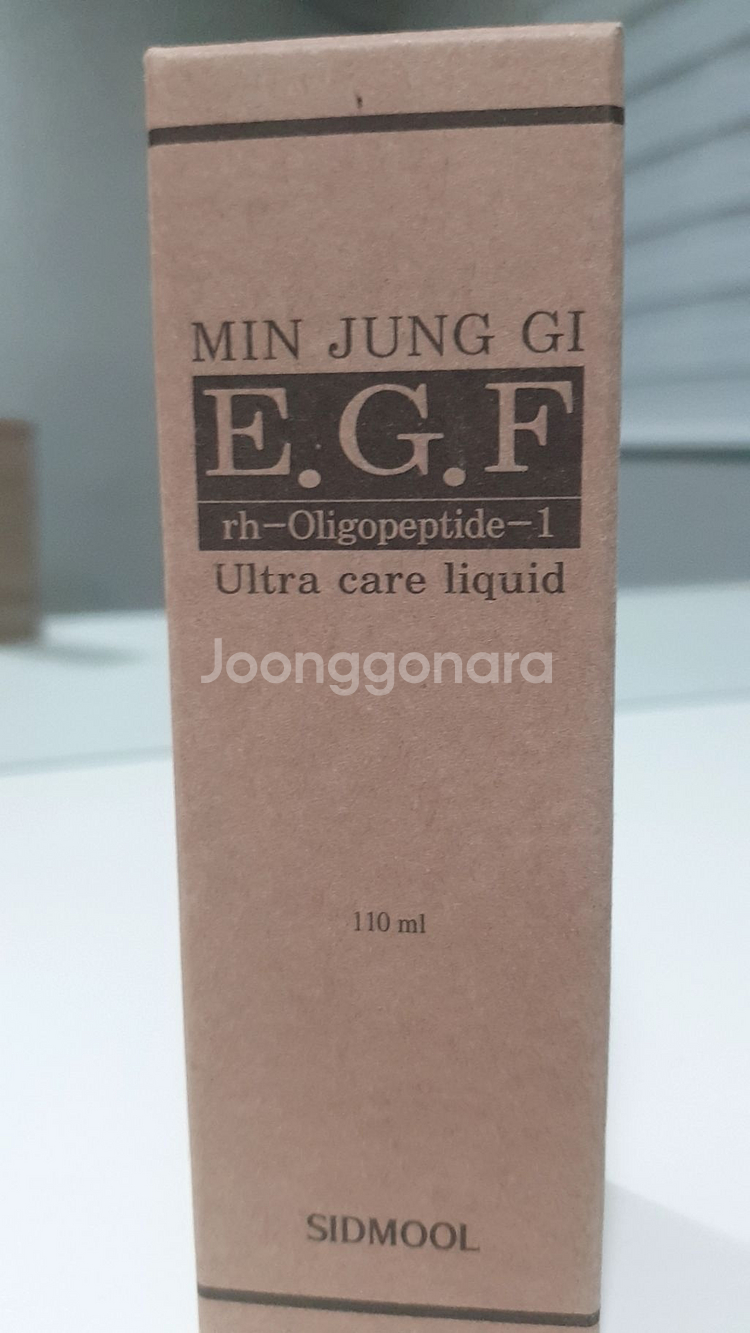 MIN JUNG GI
E.G.F
rh-Oligopeptide-1
Ultra care liquid
Joonggonara
110 ml
SIDMOOL